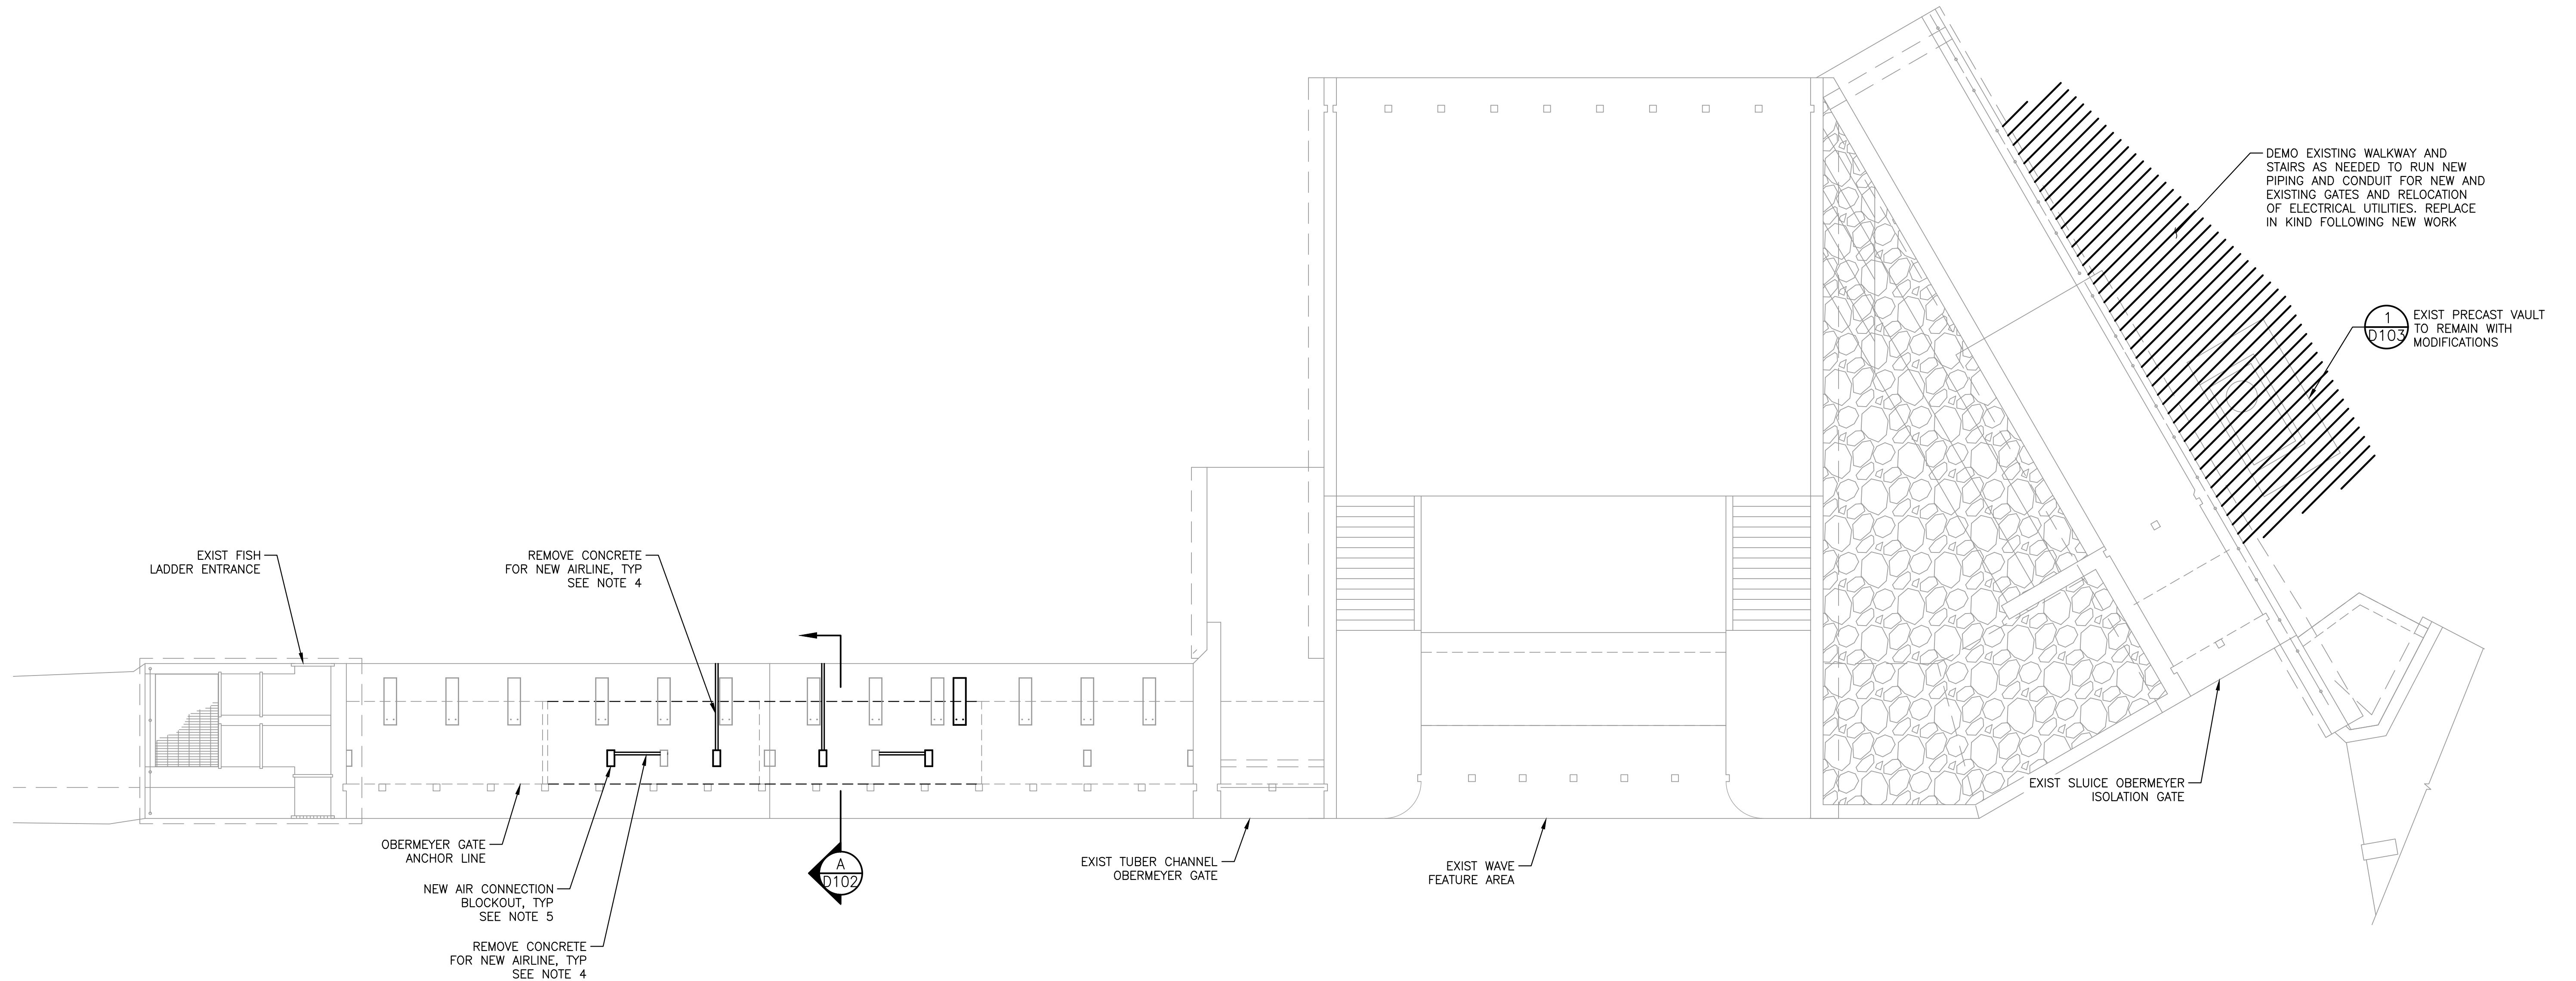 DEMO EXISTING WALKWAY AND
STAIRS AS NEEDED TO RUN NEW
PIPING AND CONDUIT FOR NEW AND
EXISTING GATES AND RELOCATION
OF ELECTRICAL UTILITIES. REPLACE
IN KIND FOLLOWING NEW WORK
1
D103
EXIST PRECAST VAULT
TO REMAIN WITH
MODIFICATIONS
EXIST FISH
LADDER ENTRANCE
REMOVE CONCRETE
FOR NEW AIRLINE, TYP
SEE NOTE 4
OBERMEYER GATE
ANCHOR LINE
NEW AIR CONNECTION
BLOCKOUT, TYP
SEE NOTE 5
REMOVE CONCRETE
FOR NEW AIRLINE, TYP
SEE NOTE 4
A
D102
EXIST TUBER CHANNEL
OBERMEYER GATE
EXIST WAVE
FEATURE AREA
EXIST SLUICE OBERMEYER
ISOLATION GATE